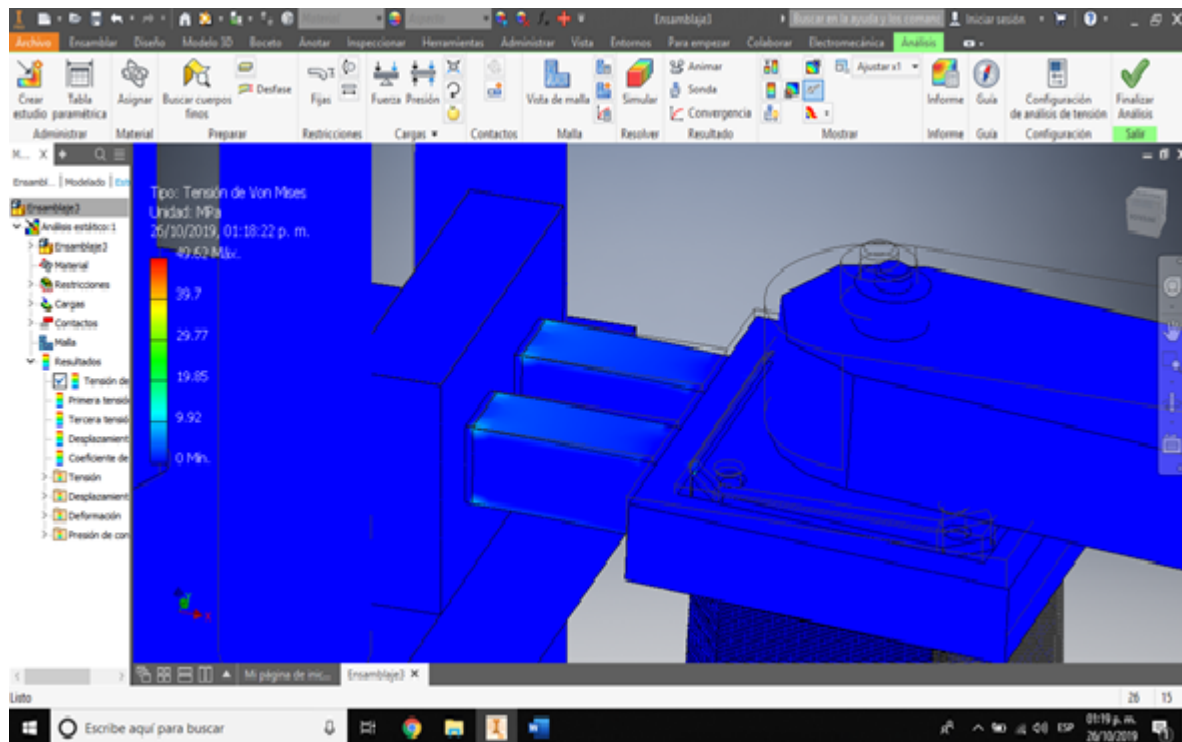 Material
Aspecto
Ensamblaje3
Buscar en la ayuda y los comano
Iniciar sesión
Archivo Ensamblar Diseño Modelo 3D Boceto Anotar Inspeccionar Herramientas Administrar Vista Entornos Para empezar Colaborar Electromecánica Análisis
Crear estudio
Tabla paramétrica
Asignar
Buscar cuerpos finos
Desfase
Fijas
Fuerza
Presión
Vista de malla
Simular
Animar
Sonda
Convergencia
Ajustar x1
Informe
Guía
Configuración de análisis de tensión
Finalizar Análisis
Administrar Material Preparar Restricciones Cargas Contactos Malla Resolver Resultado Mostrar Informe Guía Configuración Salir
M... X +
Ensambl... Modelado Est
Ensamblaje3
Análisis estático:1
Ensamblaje3
Material
Restricciones
Cargas
Contactos
Malla
Resultados
Tensión de
Primera tensió
Tercera tensió
Desplazamient
Coeficiente de
Tensión
Desplazamient
Deformación
Presión de con
Tipo: Tensión de Von Mises
Unidad: MPa
26/10/2019, 01:18:22 p. m.
49.62 Máx.
39.7
29.77
19.85
9.92
0 Mín.
Mi página de inic...
Ensamblaje3 X
Listo
26 15
Escribe aquí para buscar
ESP
01:19 p. m.
26/10/2019